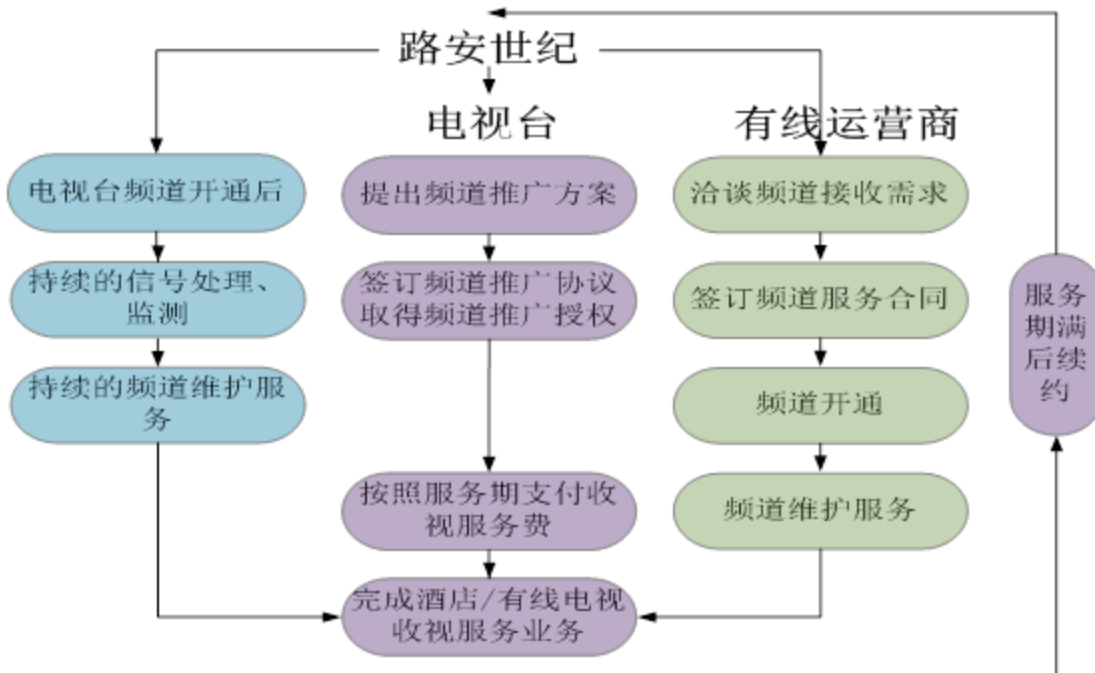 路安世纪
电视台
有线运营商
电视台频道开通后
持续的信号处理、
监测
持续的频道维护服
务
提出频道推广方案
签订频道推广协议
取得频道推广授权
按照服务期支付收
视服务费
完成酒店/有线电视
收视服务业务
洽谈频道接收需求
签订频道服务合同
频道开通
频道维护服务
服务
期满
后续
约